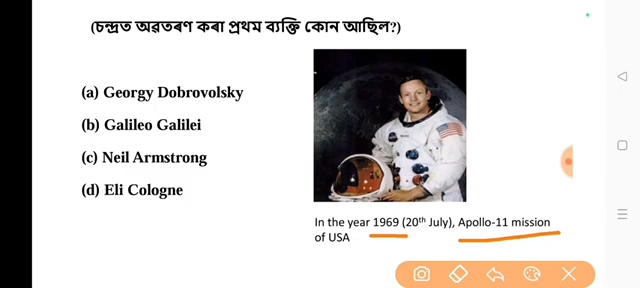 (চন্দ্ৰত অৱতৰণ কৰা প্ৰথম ব্যক্তি কোন আছিল?)
(a) Georgy Dobrovolsky
(b) Galileo Galilei
(c) Neil Armstrong
(d) Eli Cologne
In the year 1969 (20th July), Apollo-11 mission
of USA